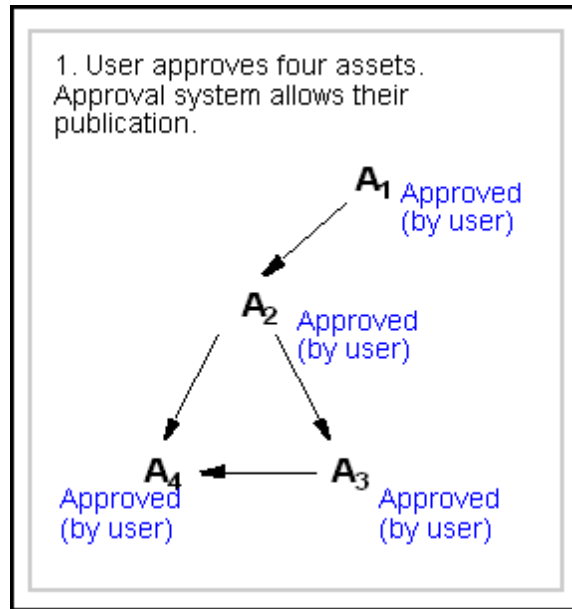 1. User approves four assets.
Approval system allows their
publication.
A1 Approved
(by user)
A2 Approved
(by user)
A4 A3
Approved Approved
(by user) (by user)